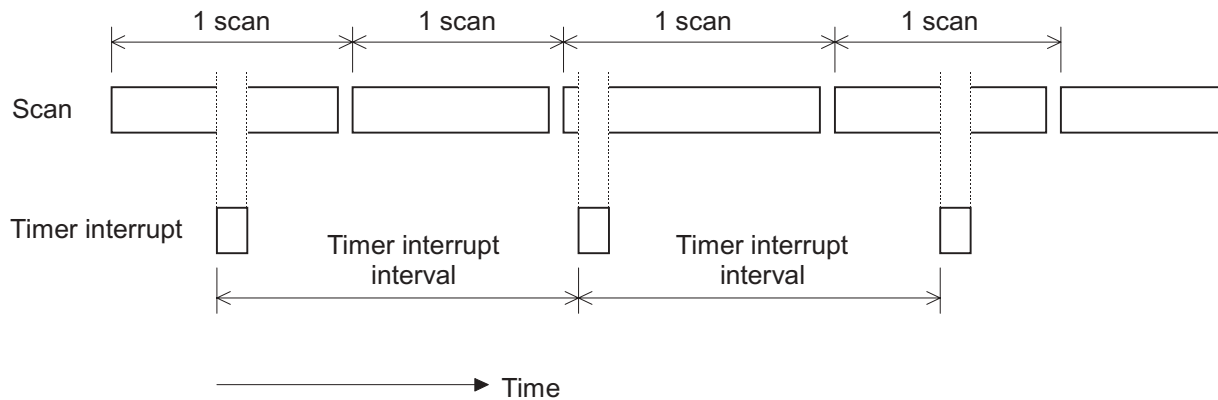 1 scan 1 scan 1 scan 1 scan
Scan
Timer interrupt
Timer interrupt Timer interrupt
interval interval
Time